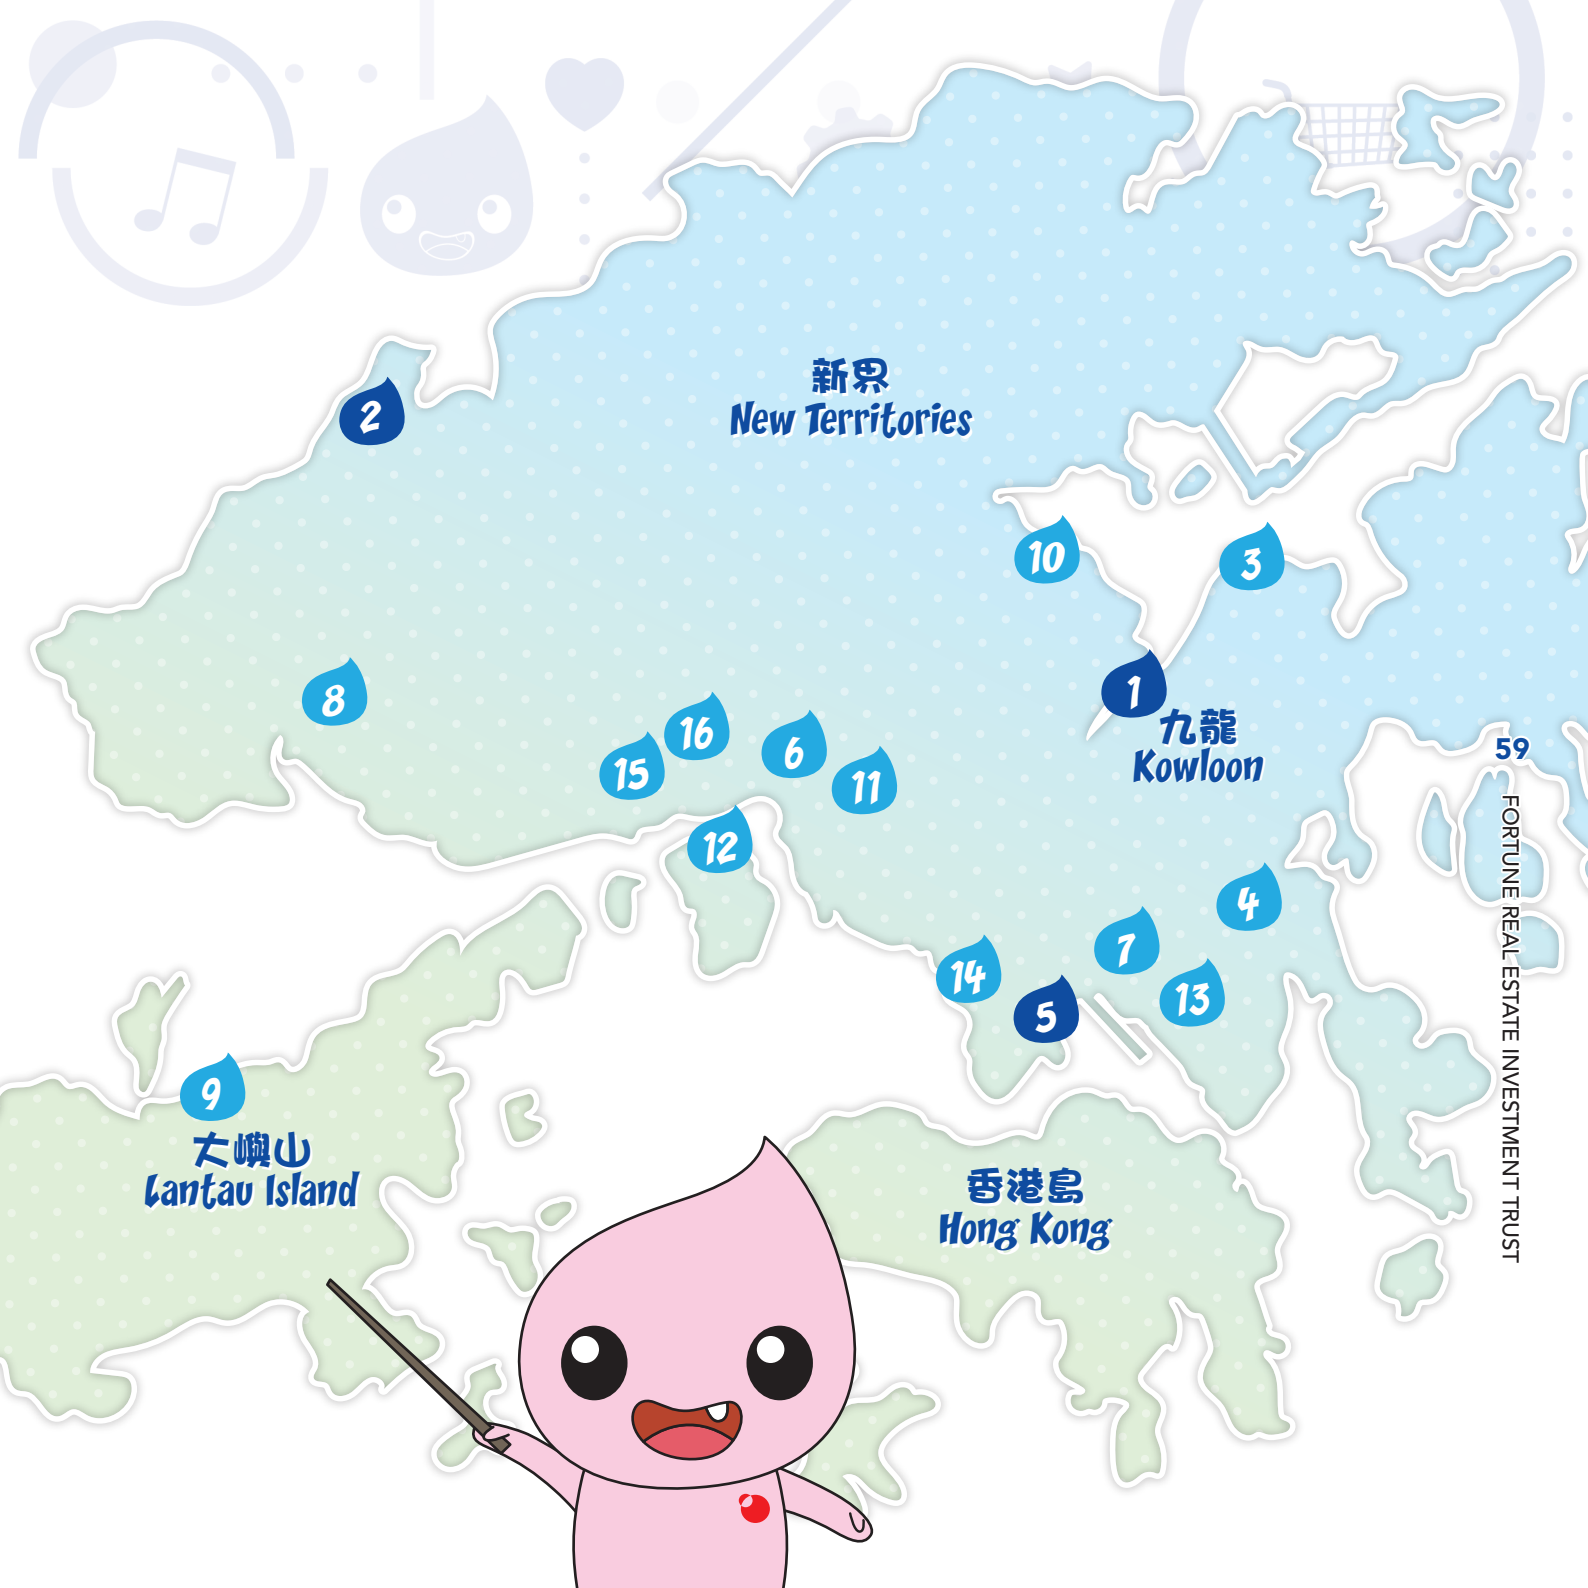 新界
New Territories
2
10
3
8
1
九龍
Kowloon
16
6
15
11
12
4
7
14
13
5
9
大嶼山
Lantau Island
香港島
Hong Kong
59
FORTUNE REAL ESTATE INVESTMENT TRUST